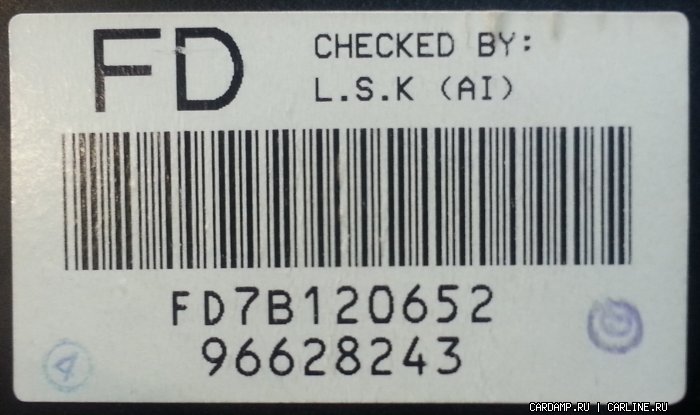 FD
CHECKED BY:
L.S.K (AI)
FD7B120652
96628243
CARDAMP.RU | CARLINE.RU